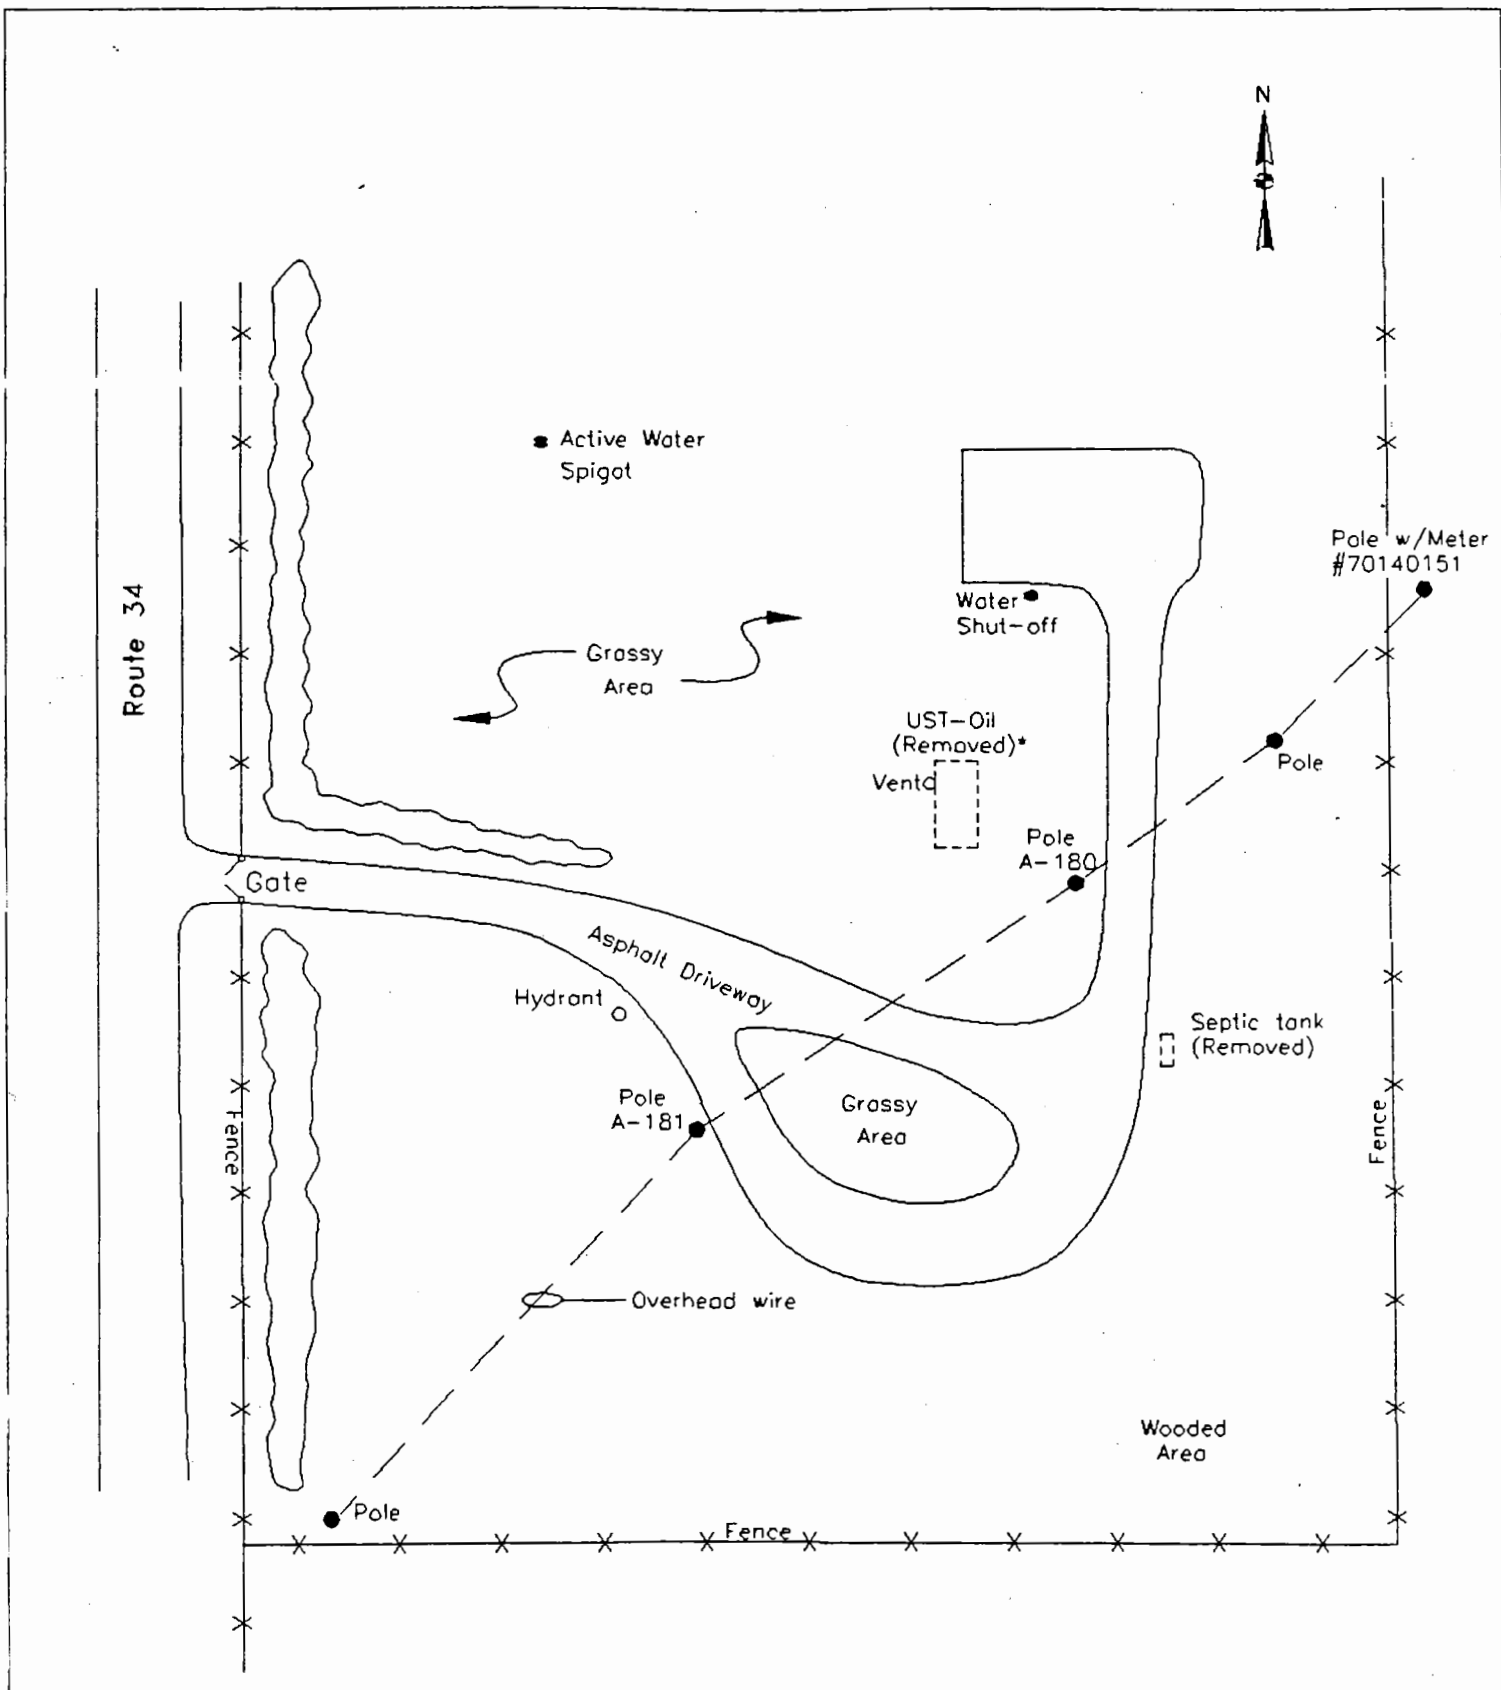 N
Active Water
Spigot
Pole w/Meter
#70140151
Route 34
Water
Shut-off
Grassy
Area
UST-Oil
(Removed)*
Vent
Pole
Pole
A-180
Gate
Asphalt Driveway
Hydrant
Septic tank
(Removed)
Pole
A-181
Grassy
Area
Fence
Fence
Overhead wire
Wooded
Area
Pole
Fence